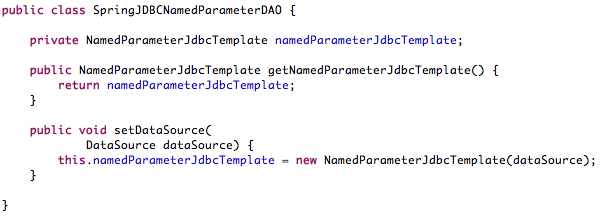 public class SpringJDBCNamedParameterDAO {
private NamedParameterJdbcTemplate namedParameterJdbcTemplate;
public NamedParameterJdbcTemplate getNamedParameterJdbcTemplate() {
return namedParameterJdbcTemplate;
}
public void setDataSource(
DataSource dataSource) {
this.namedParameterJdbcTemplate = new NamedParameterJdbcTemplate(dataSource);
}
}